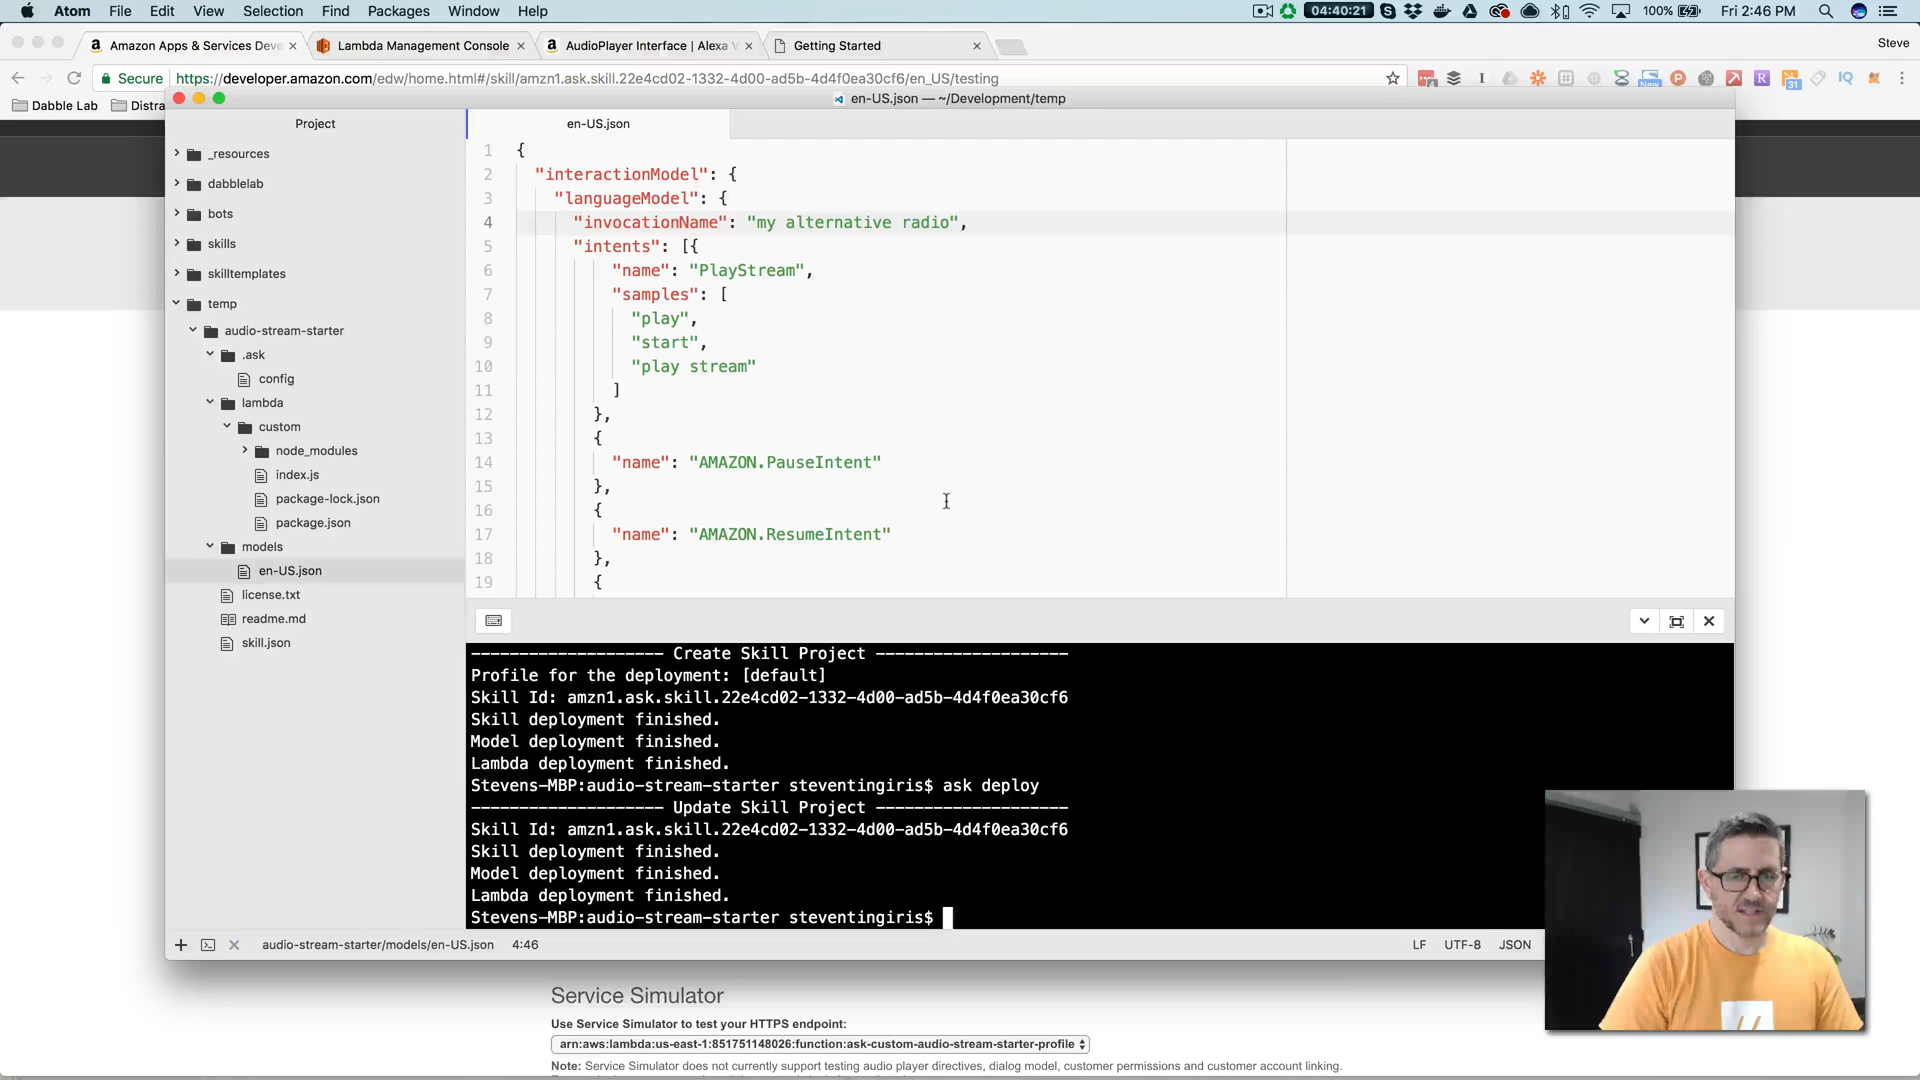 Atom File Edit View Selection Find Packages Window Help 04:40:21 100% Fri 2:46 PM
Amazon Apps & Services Deve Lambda Management Console AudioPlayer Interface | Alexa V Getting Started Steve
Secure https://developer.amazon.com/edw/home.html#/skill/amzn1.ask.skill.22e4cd02-1332-4d00-ad5b-4d4f0ea30cf6/en_US/testing
Dabble Lab Distra
en-US.json — ~/Development/temp
Project
_resources
dabblelab
bots
skills
skilltemplates
temp
audio-stream-starter
.ask
config
lambda
custom
node_modules
index.js
package-lock.json
package.json
models
en-US.json
license.txt
readme.md
skill.json
en-US.json
1 {
2 "interactionModel": {
3 "languageModel": {
4 "invocationName": "my alternative radio",
5 "intents": [{
6 "name": "PlayStream",
7 "samples": [
8 "play",
9 "start",
10 "play stream"
11 ]
12 },
13 {
14 "name": "AMAZON.PauseIntent"
15 },
16 {
17 "name": "AMAZON.ResumeIntent"
18 },
19 {
-------------------- Create Skill Project --------------------
Profile for the deployment: [default]
Skill Id: amzn1.ask.skill.22e4cd02-1332-4d00-ad5b-4d4f0ea30cf6
Skill deployment finished.
Model deployment finished.
Lambda deployment finished.
Stevens-MBP:audio-stream-starter steventingiris$ ask deploy
-------------------- Update Skill Project --------------------
Skill Id: amzn1.ask.skill.22e4cd02-1332-4d00-ad5b-4d4f0ea30cf6
Skill deployment finished.
Model deployment finished.
Lambda deployment finished.
Stevens-MBP:audio-stream-starter steventingiris$
audio-stream-starter/models/en-US.json 4:46 LF UTF-8 JSON
Service Simulator
Use Service Simulator to test your HTTPS endpoint:
arn:aws:lambda:us-east-1:851751148026:function:ask-custom-audio-stream-starter-profile
Note: Service Simulator does not currently support testing audio player directives, dialog model, customer permissions and customer account linking.